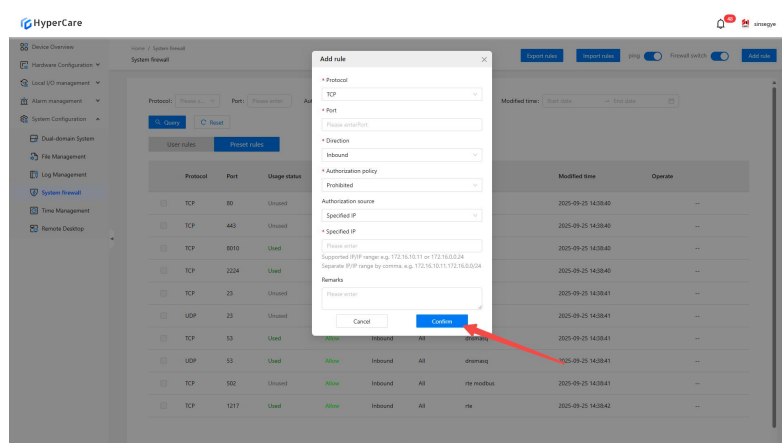 HyperCare
48
sinsegye
Device Overview
Hardware Configuration
Local I/O management
Alarm management
System Configuration
Dual-domain System
File Management
Log Management
System firewall
Time Management
Remote Desktop
Home / System firewall
System firewall
Export rules Import rules ping Firewall switch Add rule
Protocol: Port: Please enter Aut Modified time: Start date → End date
Query Reset
User rules Preset rules
Protocol Port Usage status Modified time Operate
TCP 80 Unused 2025-09-25 14:38:40 --
TCP 443 Unused 2025-09-25 14:38:40 --
TCP 9010 Used 2025-09-25 14:38:40 --
TCP 2224 Used 2025-09-25 14:38:40 --
TCP 23 Unused 2025-09-25 14:38:41 --
UDP 23 Unused 2025-09-25 14:38:41 --
TCP 53 Used Allow Inbound All dnsmasq 2025-09-25 14:38:41 --
UDP 53 Used Allow Inbound All dnsmasq 2025-09-25 14:38:41 --
TCP 502 Unused Allow Inbound All rte modbus 2025-09-25 14:38:41 --
TCP 1217 Used Allow Inbound All rte 2025-09-25 14:38:42 --
Add rule
* Protocol
TCP
* Port
Please enterPort
* Direction
Inbound
* Authorization policy
Prohibited
Authorization source
Specified IP
* Specified IP
Please enter
Supported IP/IP range: e.g. 172.16.10.11 or 172.16.0.0.24
Separate IP/IP range by comma. e.g. 172.16.10.11,172.16.0.0/24
Remarks
Please enter
Cancel Confirm